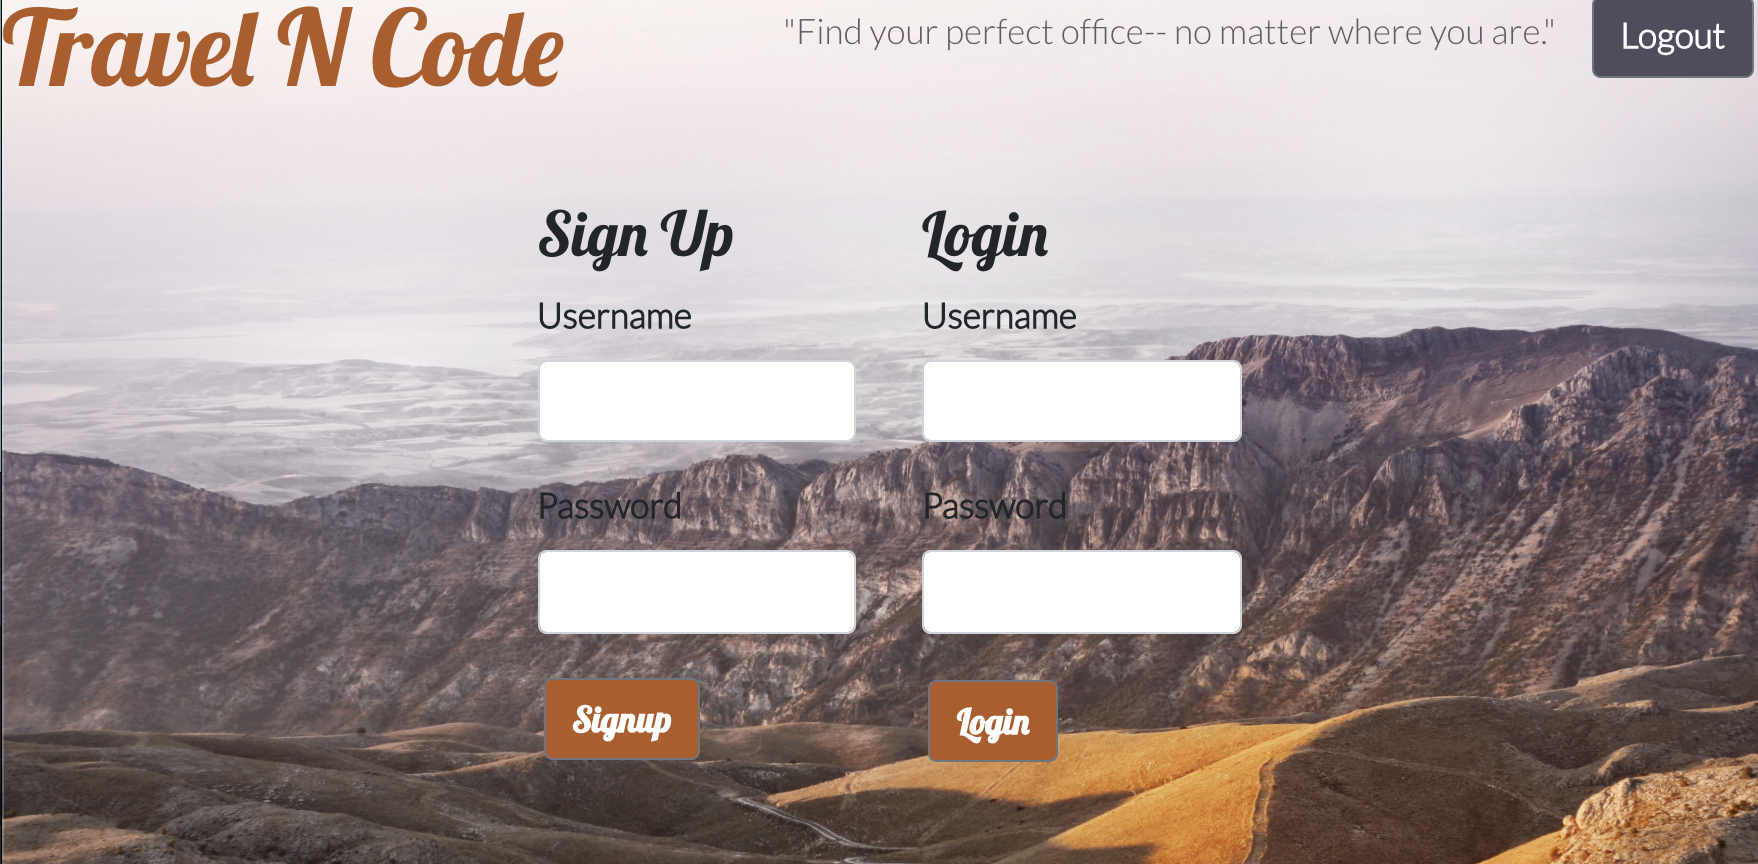 Travel N Code
"Find your perfect office-- no matter where you are."
Logout
Sign Up
Username
Password
Signup
Login
Username
Password
Login